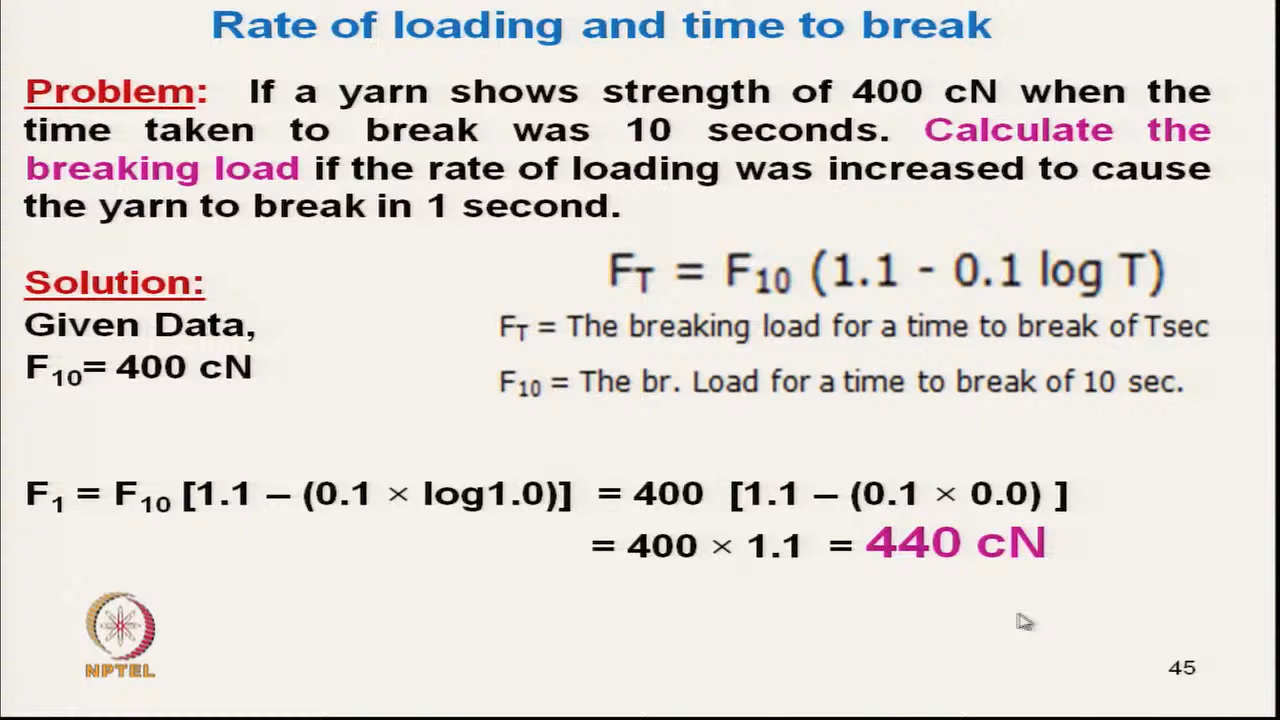 Rate of loading and time to break
Problem: If a yarn shows strength of 400 cN when the
time taken to break was 10 seconds. Calculate the
breaking load if the rate of loading was increased to cause
the yarn to break in 1 second.
Solution:
Given Data,
F₁₀= 400 cN
F_T = F₁₀ (1.1 - 0.1 log T)
F_T = The breaking load for a time to break of Tsec
F₁₀ = The br. Load for a time to break of 10 sec.
F₁ = F₁₀ [1.1 – (0.1 × log1.0)] = 400 [1.1 – (0.1 × 0.0) ]
= 400 × 1.1 = 440 cN
NPTEL
45